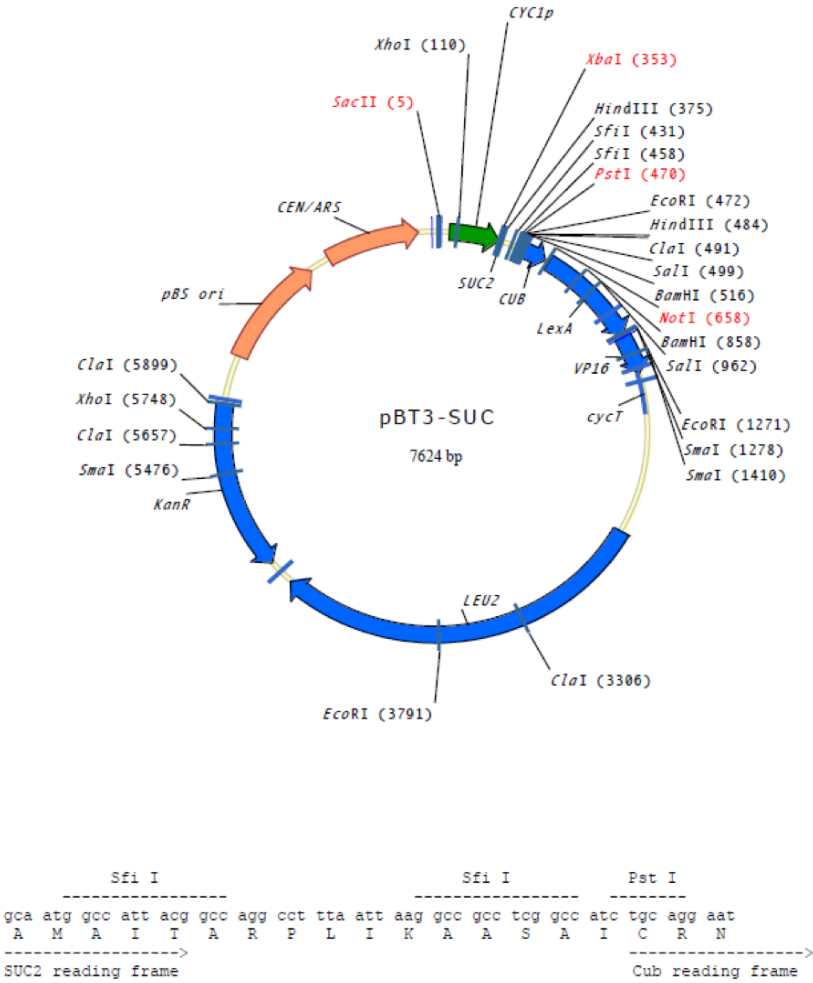 CYC1p
XhoI (110)
XbaI (353)
SacII (5)
HindIII (375)
SfiI (431)
SfiI (458)
PstI (470)
EcoRI (472)
CEN/ARS
HindIII (484)
ClaI (491)
SalI (499)
SUC2
CUB
BamHI (516)
pBS ori
NotI (658)
LexA
BamHI (858)
SalI (962)
VP16
ClaI (5899)
XhoI (5748)
cycT
pBT3-SUC
EcoRI (1271)
ClaI (5657)
SmaI (1278)
7624 bp
SmaI (5476)
SmaI (1410)
KanR
LEU2
ClaI (3306)
EcoRI (3791)
Sfi I Sfi I Pst I
----------------- ----------------- --------
gca atg gcc att acg gcc agg cct tta att aag gcc gcc tcg gcc atc tgc agg aat
A M A I T A R P L I K A A S A I C R N
------------------> ------------------>
SUC2 reading frame Cub reading frame